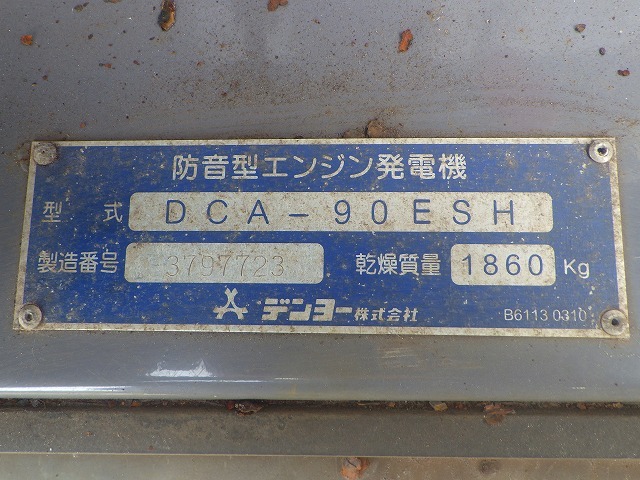 防音型エンジン発電機
型式 DCA-90ESH
製造番号 3797723 乾燥質量 1860 Kg
デンヨー株式会社 B6113 0310